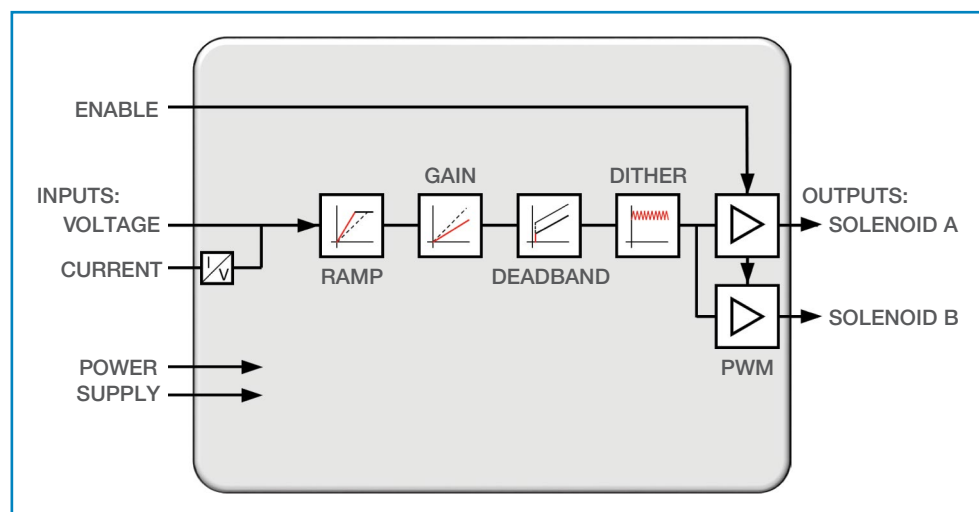 ENABLE
INPUTS:
VOLTAGE
CURRENT
I
V
GAIN
DITHER
RAMP
DEADBAND
OUTPUTS:
SOLENOID A
SOLENOID B
PWM
POWER
SUPPLY